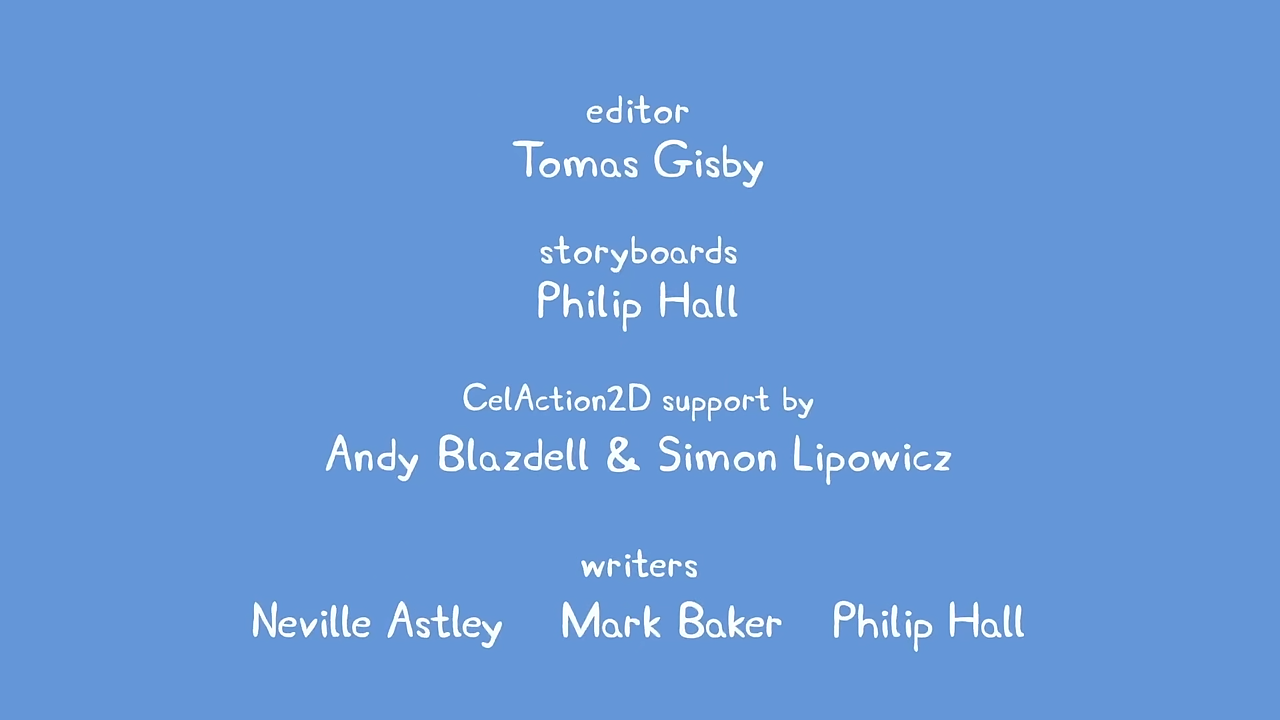 editor
Tomas Gisby
storyboards
Philip Hall
CelAction2D support by
Andy Blazdell & Simon Lipowicz
writers
Neville Astley Mark Baker Philip Hall